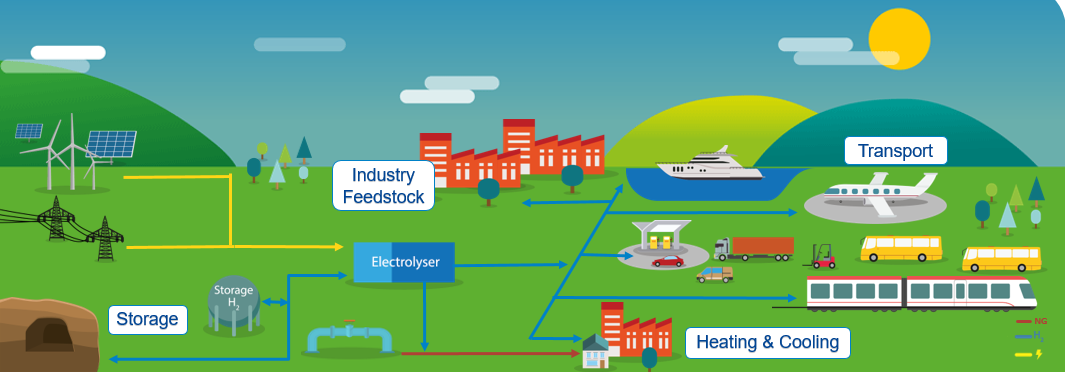 Industry
Feedstock
Transport
Electrolyser
Storage
H₂
Storage
Heating & Cooling
NG
H₂